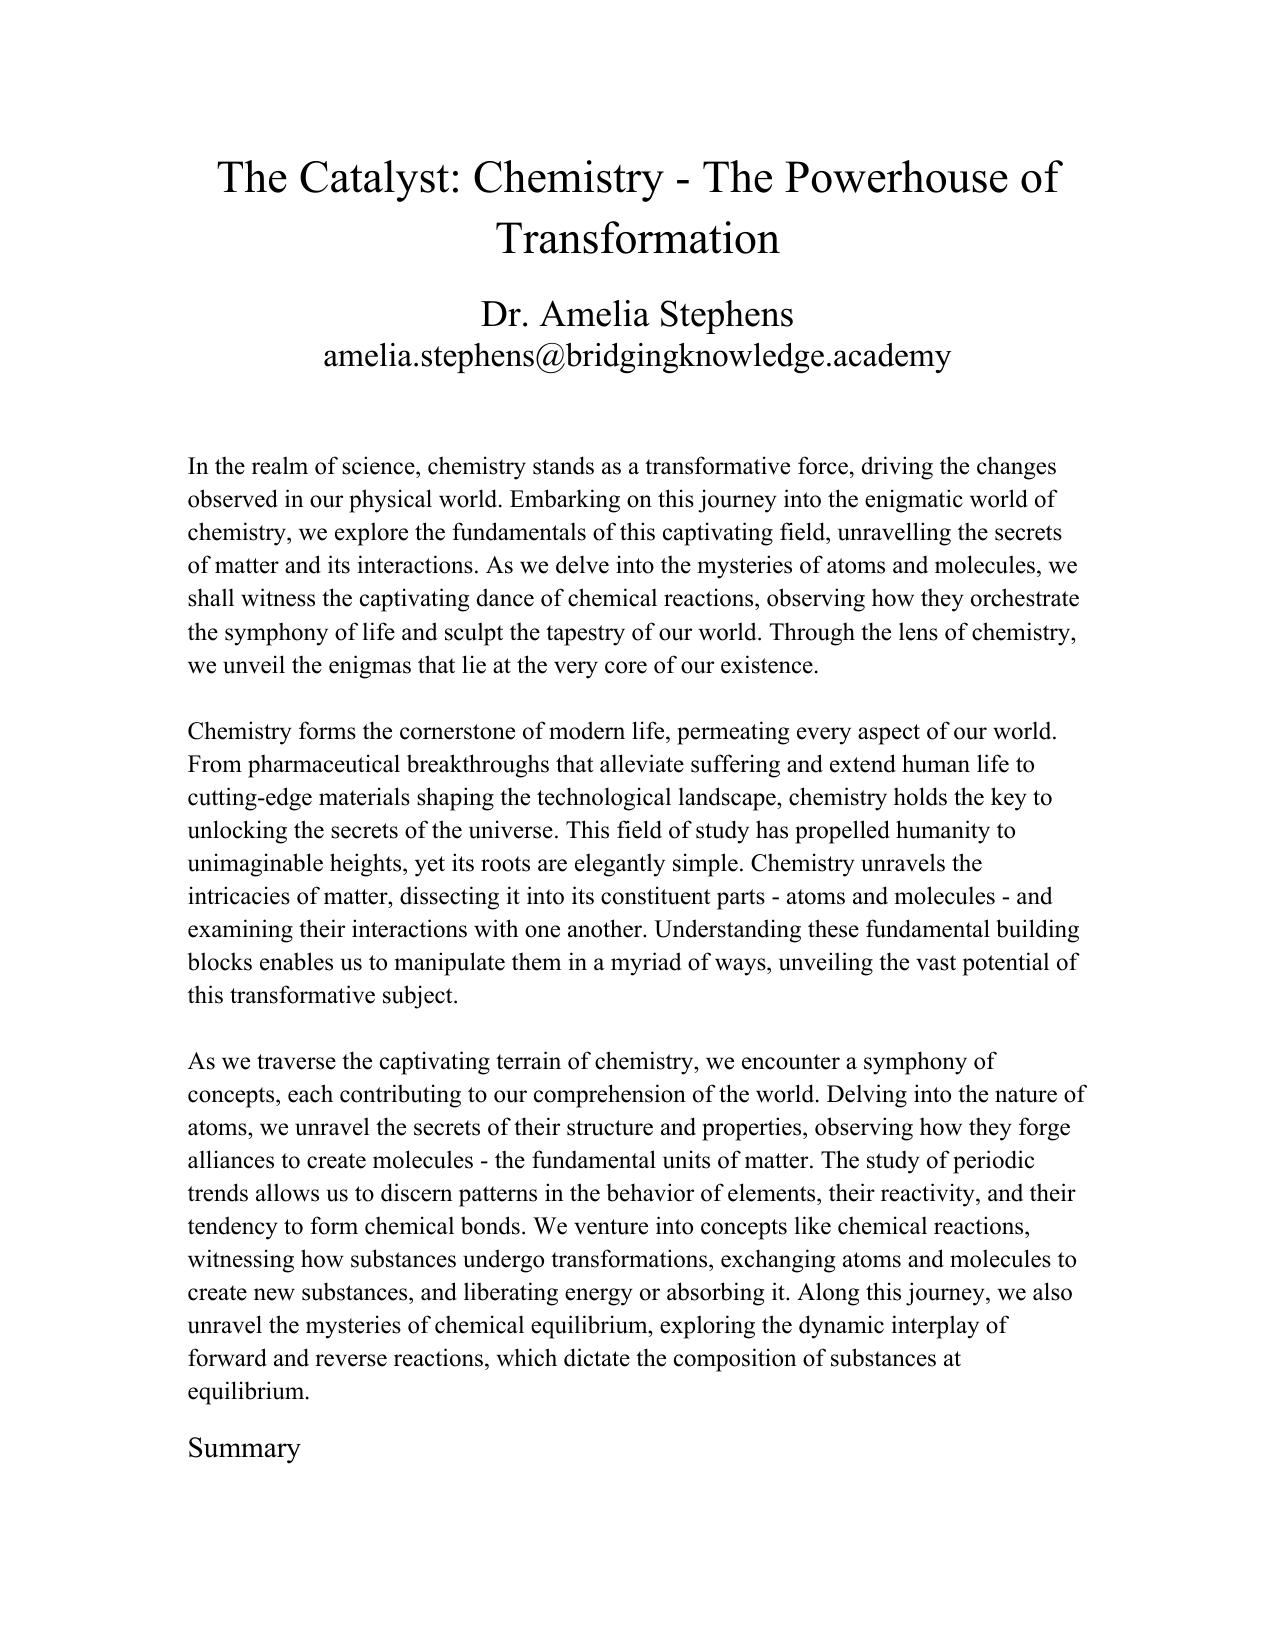 The Catalyst: Chemistry - The Powerhouse of
Transformation
Dr. Amelia Stephens
amelia.stephens@bridgingknowledge.academy
In the realm of science, chemistry stands as a transformative force, driving the changes
observed in our physical world. Embarking on this journey into the enigmatic world of
chemistry, we explore the fundamentals of this captivating field, unravelling the secrets
of matter and its interactions. As we delve into the mysteries of atoms and molecules, we
shall witness the captivating dance of chemical reactions, observing how they orchestrate
the symphony of life and sculpt the tapestry of our world. Through the lens of chemistry,
we unveil the enigmas that lie at the very core of our existence.
Chemistry forms the cornerstone of modern life, permeating every aspect of our world.
From pharmaceutical breakthroughs that alleviate suffering and extend human life to
cutting-edge materials shaping the technological landscape, chemistry holds the key to
unlocking the secrets of the universe. This field of study has propelled humanity to
unimaginable heights, yet its roots are elegantly simple. Chemistry unravels the
intricacies of matter, dissecting it into its constituent parts - atoms and molecules - and
examining their interactions with one another. Understanding these fundamental building
blocks enables us to manipulate them in a myriad of ways, unveiling the vast potential of
this transformative subject.
As we traverse the captivating terrain of chemistry, we encounter a symphony of
concepts, each contributing to our comprehension of the world. Delving into the nature of
atoms, we unravel the secrets of their structure and properties, observing how they forge
alliances to create molecules - the fundamental units of matter. The study of periodic
trends allows us to discern patterns in the behavior of elements, their reactivity, and their
tendency to form chemical bonds. We venture into concepts like chemical reactions,
witnessing how substances undergo transformations, exchanging atoms and molecules to
create new substances, and liberating energy or absorbing it. Along this journey, we also
unravel the mysteries of chemical equilibrium, exploring the dynamic interplay of
forward and reverse reactions, which dictate the composition of substances at
equilibrium.
Summary